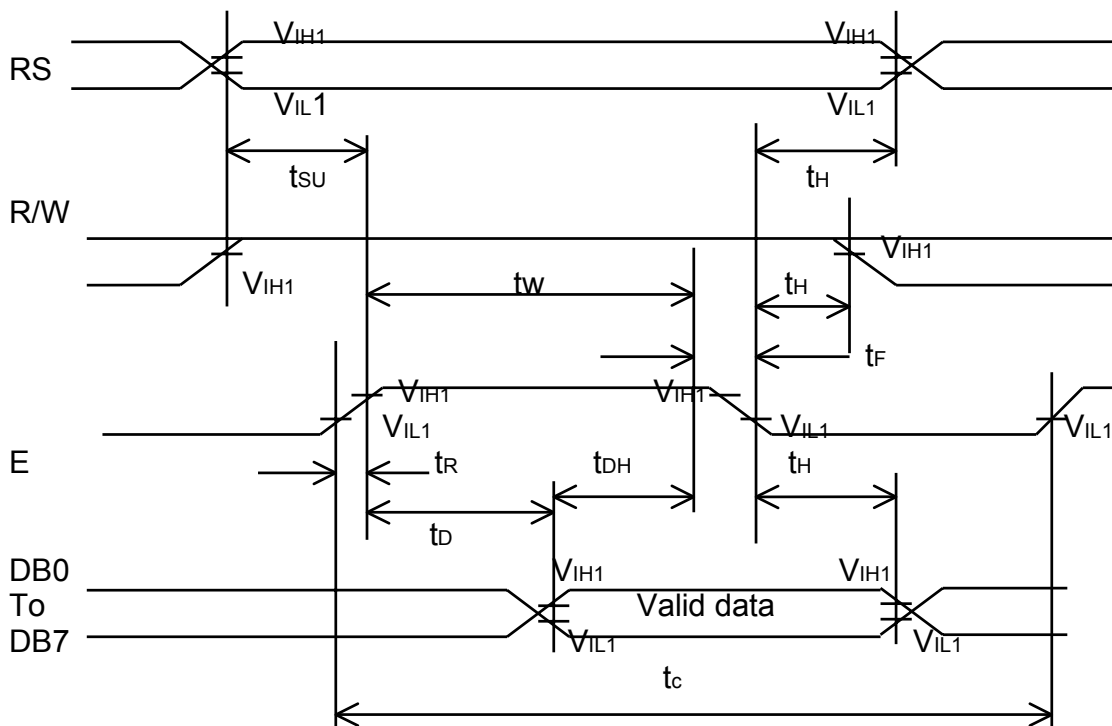 VIH1 VIH1
RS
VIL1 VIL1
tSU tH
R/W
VIH1
VIH1 tW tH
tF
VIH1 VIH1
VIL1 VIL1 VIL1
E tR tDH tH
tD
DB0 VIH1 VIH1
To Valid data
DB7 VIL1 VIL1
tc